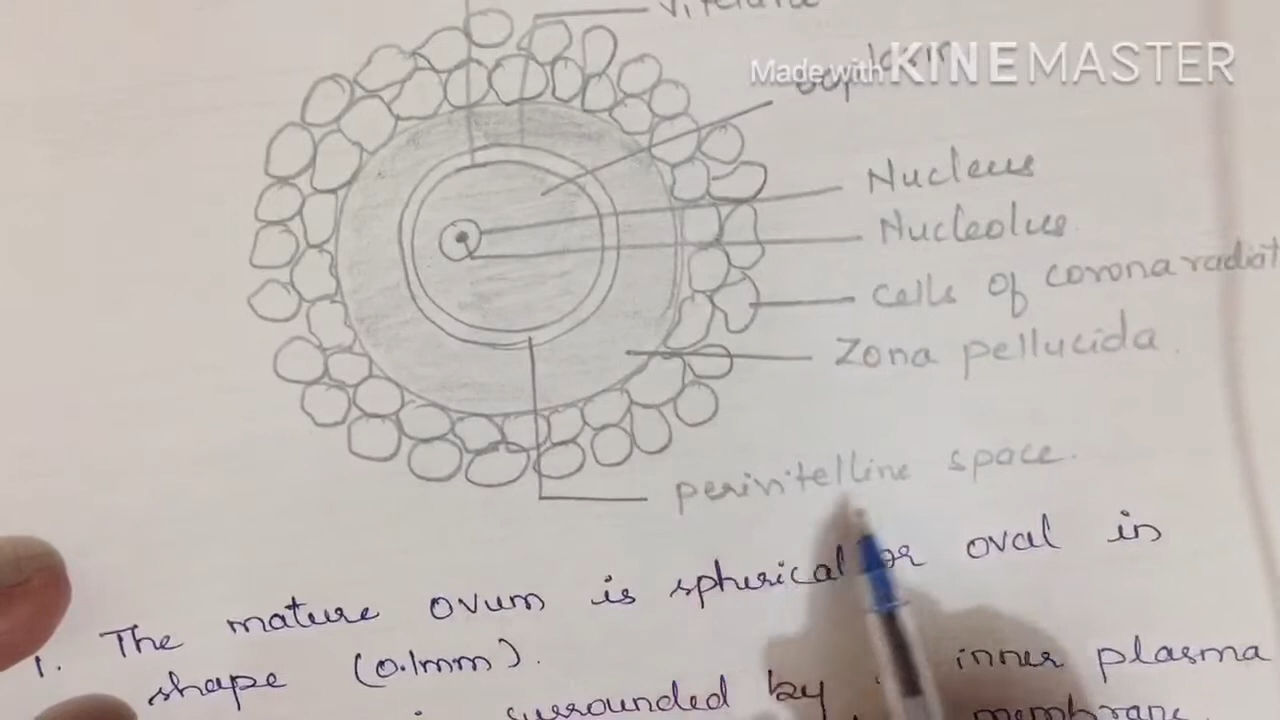 Made with KINEMASTER
Nucleus
Nucleolus
cells of corona radiat
Zona pellucida.
perivitelline space.
1. The mature ovum is spherical or oval in
shape (0.1mm).
surrounded by inner plasma
membrane